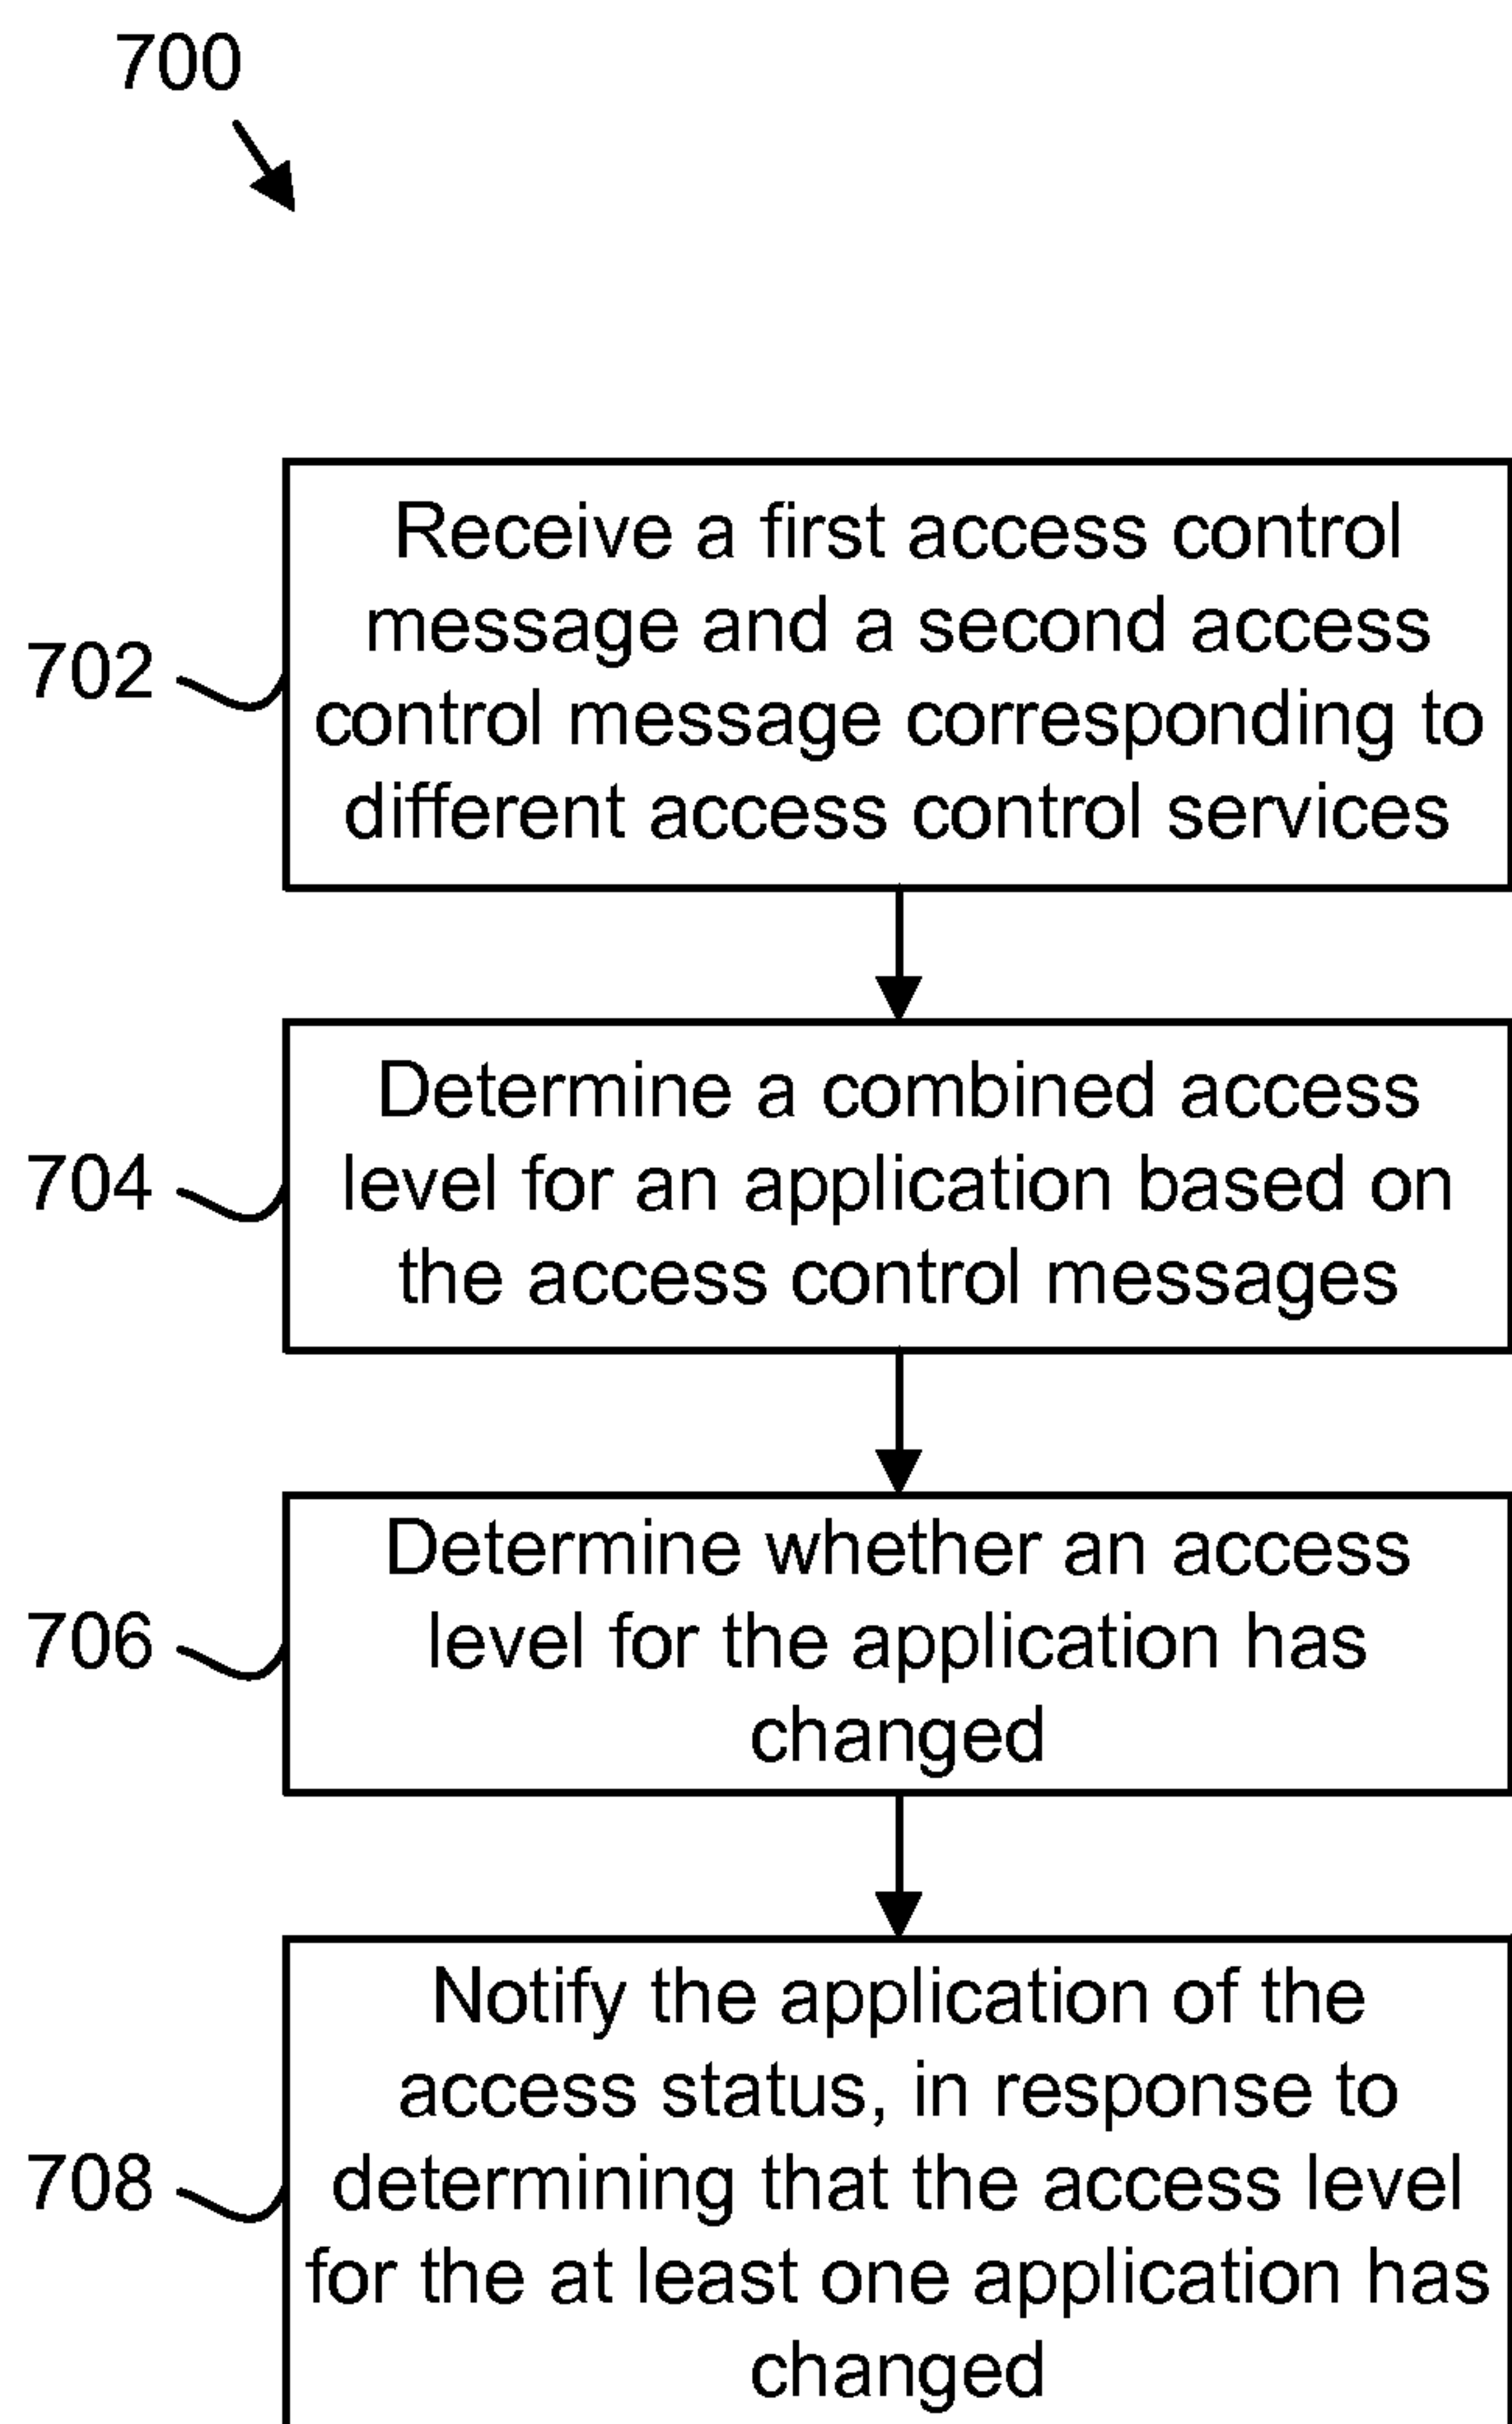 700
Receive a first access control
message and a second access
702
control message corresponding to
different access control services
Determine a combined access
704
level for an application based on
the access control messages
Determine whether an access
706
level for the application has
changed
Notify the application of the
access status, in response to
708
determining that the access level
for the at least one application has
changed